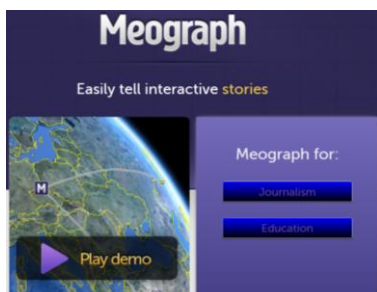 Meograph
Easily tell interactive stories
Meograph for:
Journalism
M
Education
Play demo